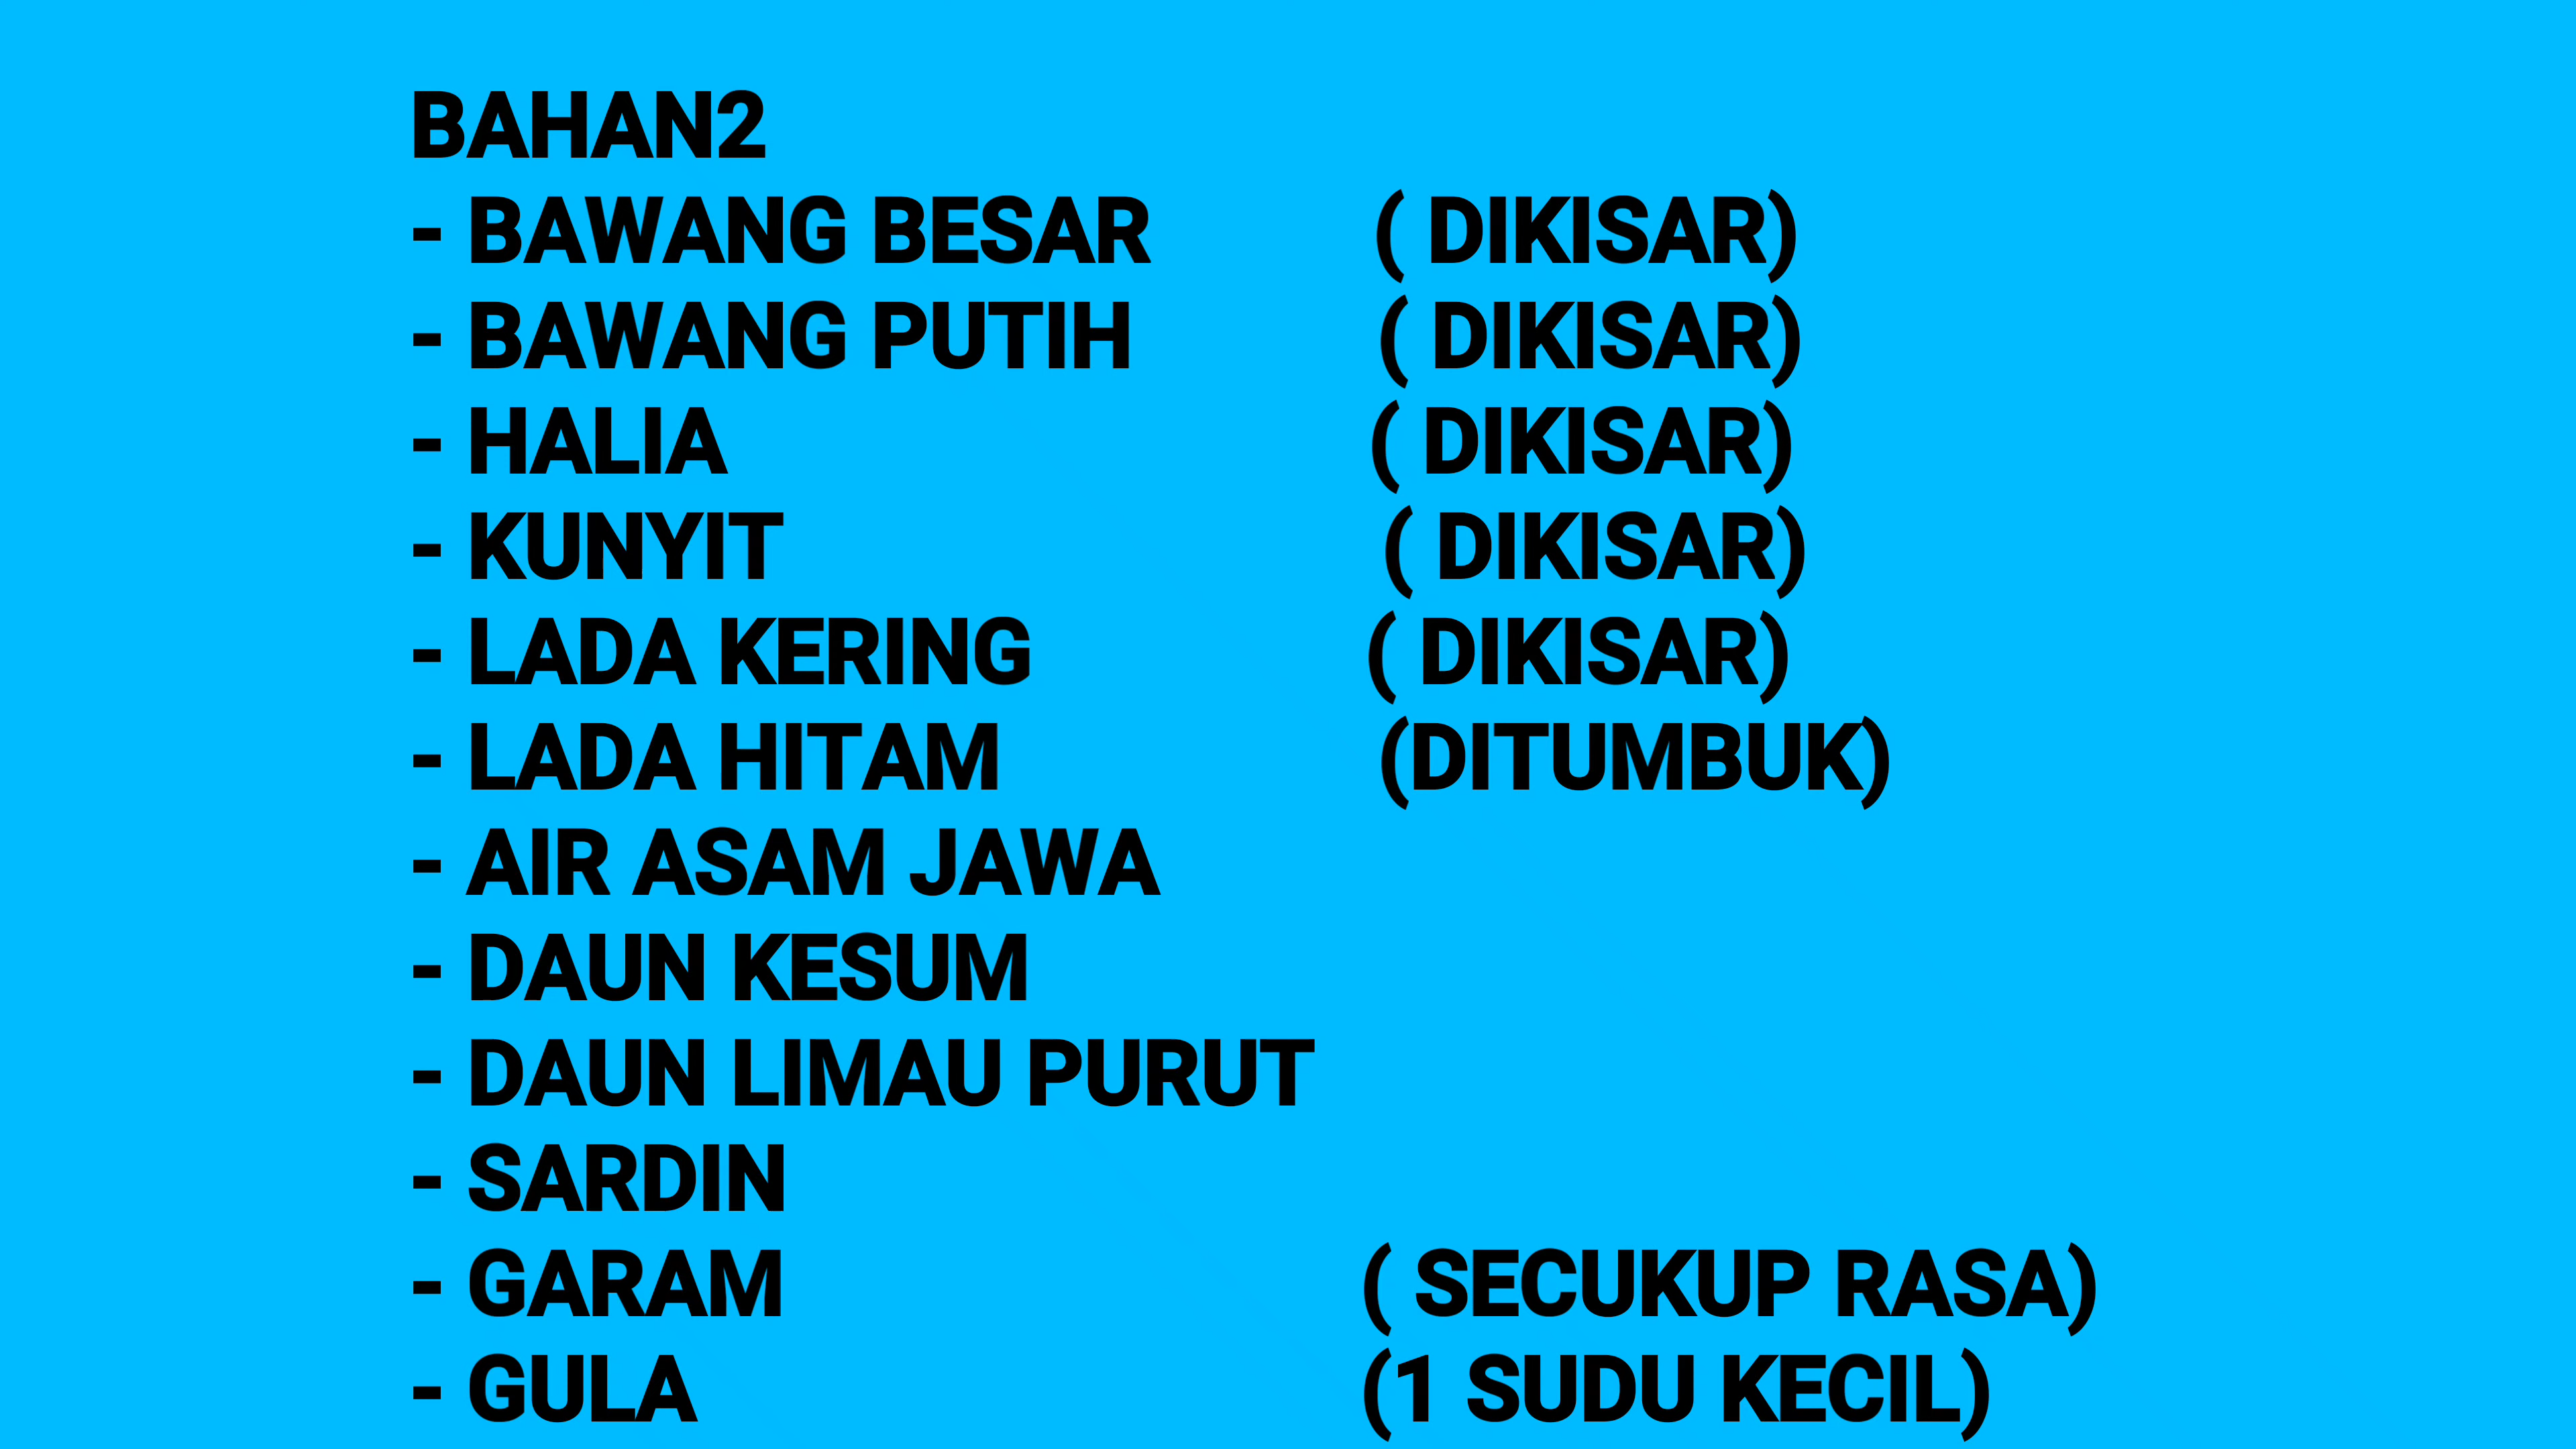 BAHAN2
- BAWANG BESAR ( DIKISAR)
- BAWANG PUTIH ( DIKISAR)
- HALIA ( DIKISAR)
- KUNYIT ( DIKISAR)
- LADA KERING ( DIKISAR)
- LADA HITAM (DITUMBUK)
- AIR ASAM JAWA
- DAUN KESUM
- DAUN LIMAU PURUT
- SARDIN
- GARAM ( SECUKUP RASA)
- GULA (1 SUDU KECIL)